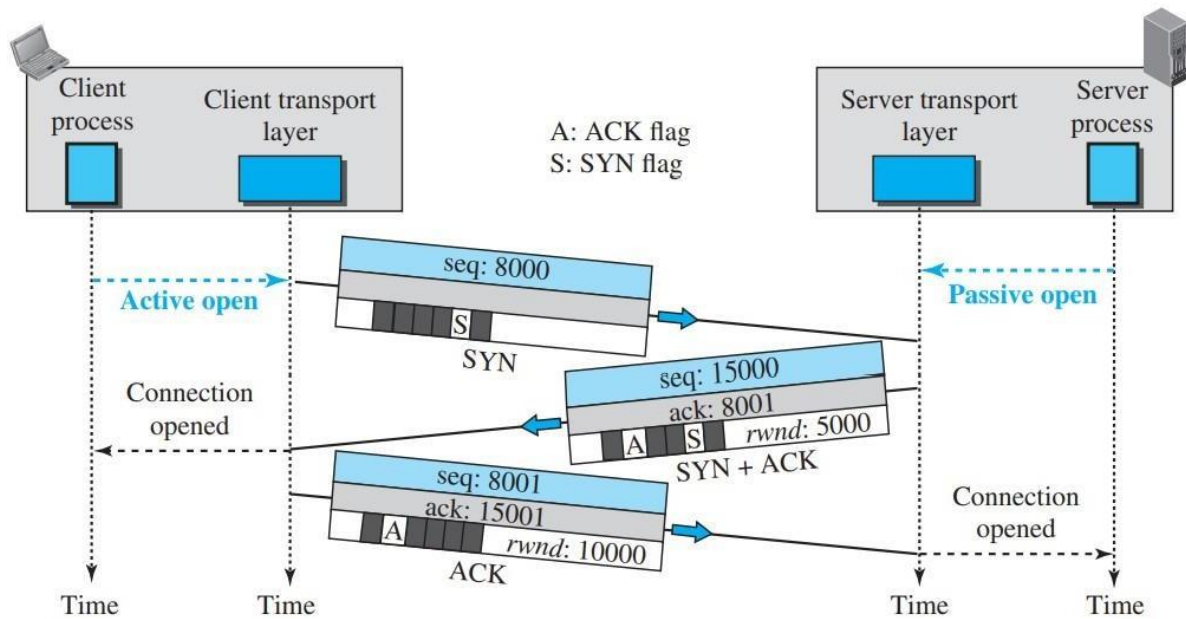 Client
process
Client transport
layer
A: ACK flag
S: SYN flag
Server transport
layer
Server
process
Active open
Passive open
seq: 8000
S
SYN
seq: 15000
ack: 8001
A S rwnd: 5000
SYN + ACK
Connection
opened
seq: 8001
ack: 15001
A rwnd: 10000
ACK
Connection
opened
Time
Time
Time
Time